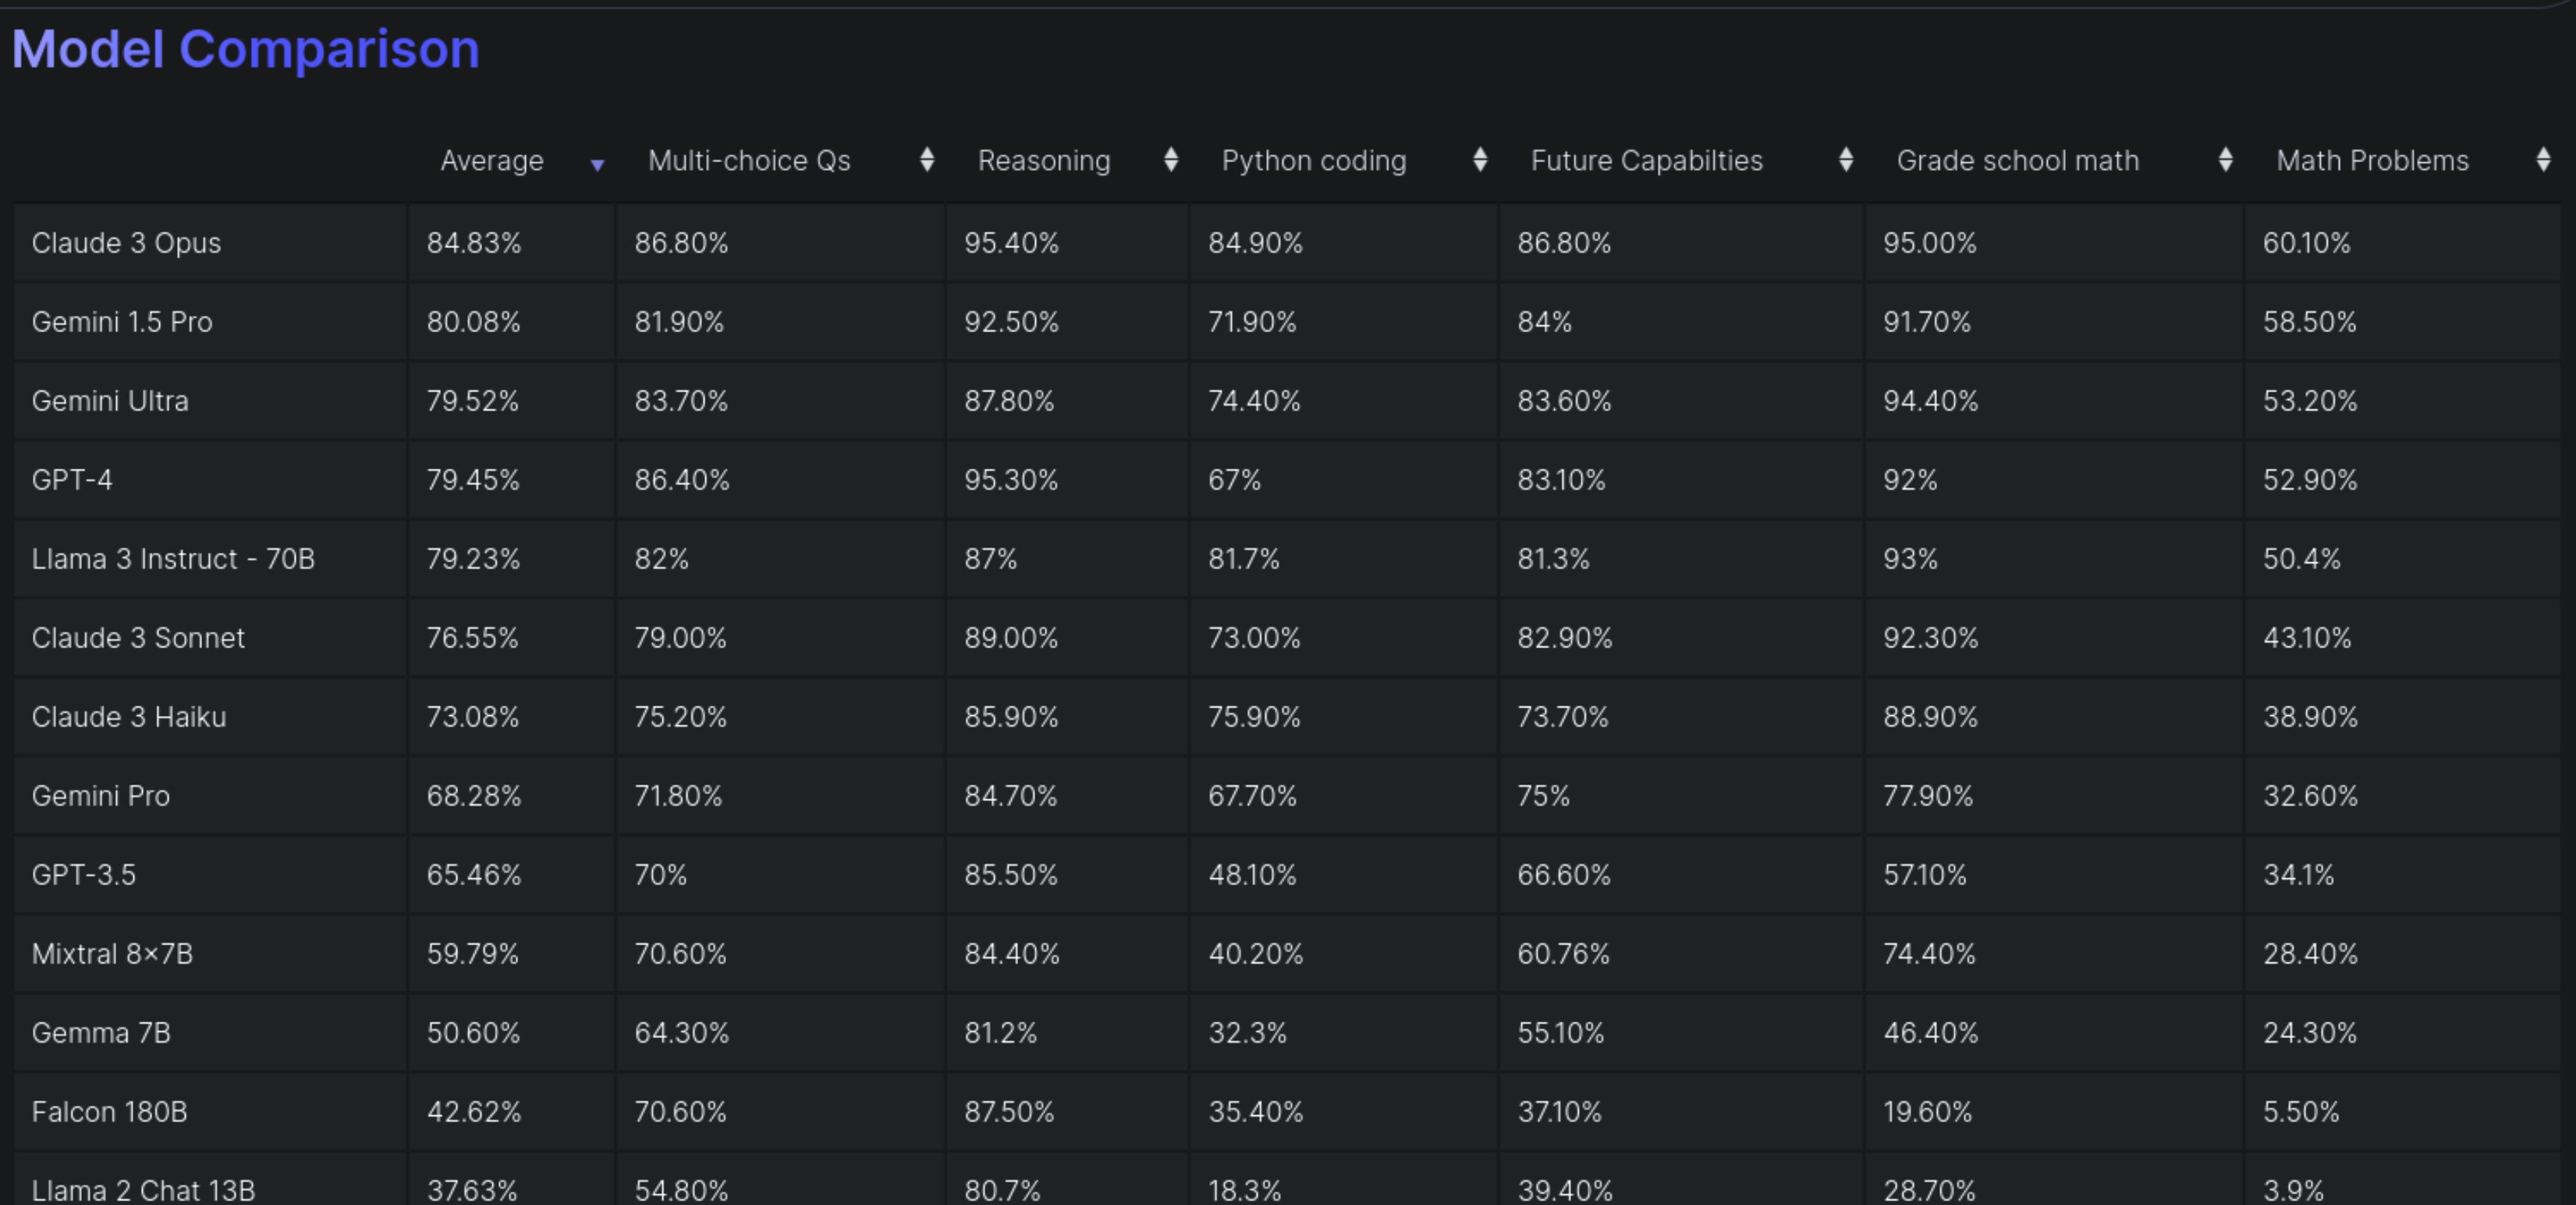 Model Comparison
Average Multi-choice Qs Reasoning Python coding Future Capabilties Grade school math Math Problems
Claude 3 Opus 84.83% 86.80% 95.40% 84.90% 86.80% 95.00% 60.10%
Gemini 1.5 Pro 80.08% 81.90% 92.50% 71.90% 84% 91.70% 58.50%
Gemini Ultra 79.52% 83.70% 87.80% 74.40% 83.60% 94.40% 53.20%
GPT-4 79.45% 86.40% 95.30% 67% 83.10% 92% 52.90%
Llama 3 Instruct - 70B 79.23% 82% 87% 81.7% 81.3% 93% 50.4%
Claude 3 Sonnet 76.55% 79.00% 89.00% 73.00% 82.90% 92.30% 43.10%
Claude 3 Haiku 73.08% 75.20% 85.90% 75.90% 73.70% 88.90% 38.90%
Gemini Pro 68.28% 71.80% 84.70% 67.70% 75% 77.90% 32.60%
GPT-3.5 65.46% 70% 85.50% 48.10% 66.60% 57.10% 34.1%
Mixtral 8×7B 59.79% 70.60% 84.40% 40.20% 60.76% 74.40% 28.40%
Gemma 7B 50.60% 64.30% 81.2% 32.3% 55.10% 46.40% 24.30%
Falcon 180B 42.62% 70.60% 87.50% 35.40% 37.10% 19.60% 5.50%
Llama 2 Chat 13B 37.63% 54.80% 80.7% 18.3% 39.40% 28.70% 3.9%